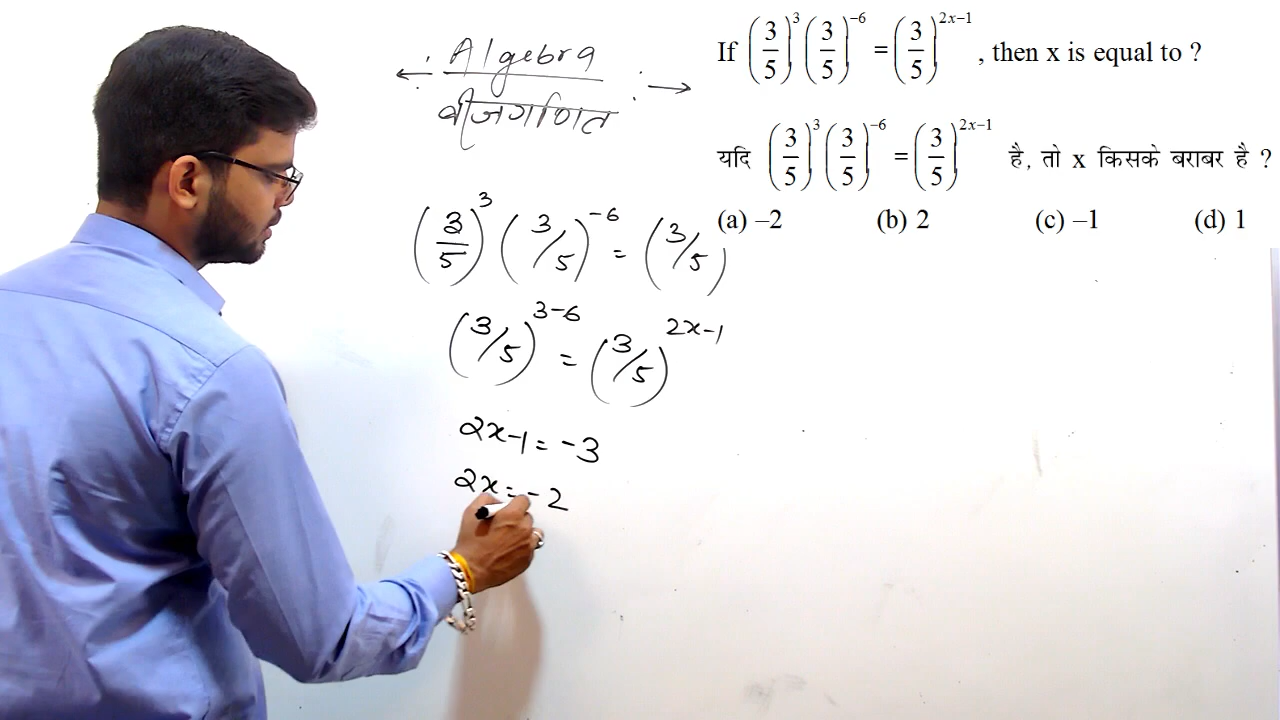 Algebra
बीजगणित
If (3/5)^3 (3/5)^-6 = (3/5)^2x-1, then x is equal to ?
यदि (3/5)^3 (3/5)^-6 = (3/5)^2x-1 है, तो x किसके बराबर है ?
(a) –2 (b) 2 (c) –1 (d) 1
(3/5)^3 (3/5)^-6 = (3/5)
(3/5)^3-6 = (3/5)^2x-1
2x-1 = -3
2x = -2